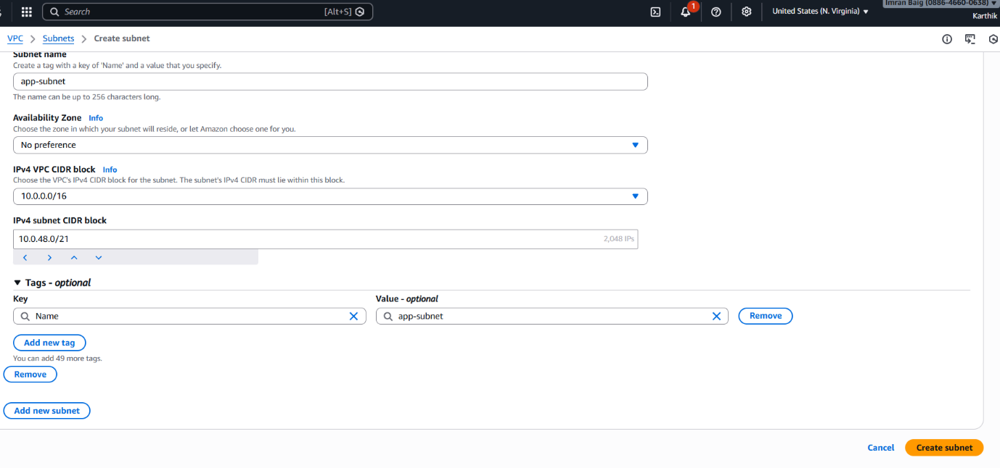 Search [Alt+S] 1 United States (N. Virginia) Imran Baig (0886-4660-0638)
Karthik
VPC Subnets Create subnet
Subnet name
Create a tag with a key of 'Name' and a value that you specify.
app-subnet
The name can be up to 256 characters long.
Availability Zone Info
Choose the zone in which your subnet will reside, or let Amazon choose one for you.
No preference
IPv4 VPC CIDR block Info
Choose the VPC's IPv4 CIDR block for the subnet. The subnet's IPv4 CIDR must lie within this block.
10.0.0.0/16
IPv4 subnet CIDR block
10.0.48.0/21 2,048 IPs
Tags - optional
Key Value - optional
Name app-subnet Remove
Add new tag
You can add 49 more tags.
Remove
Add new subnet
Cancel Create subnet